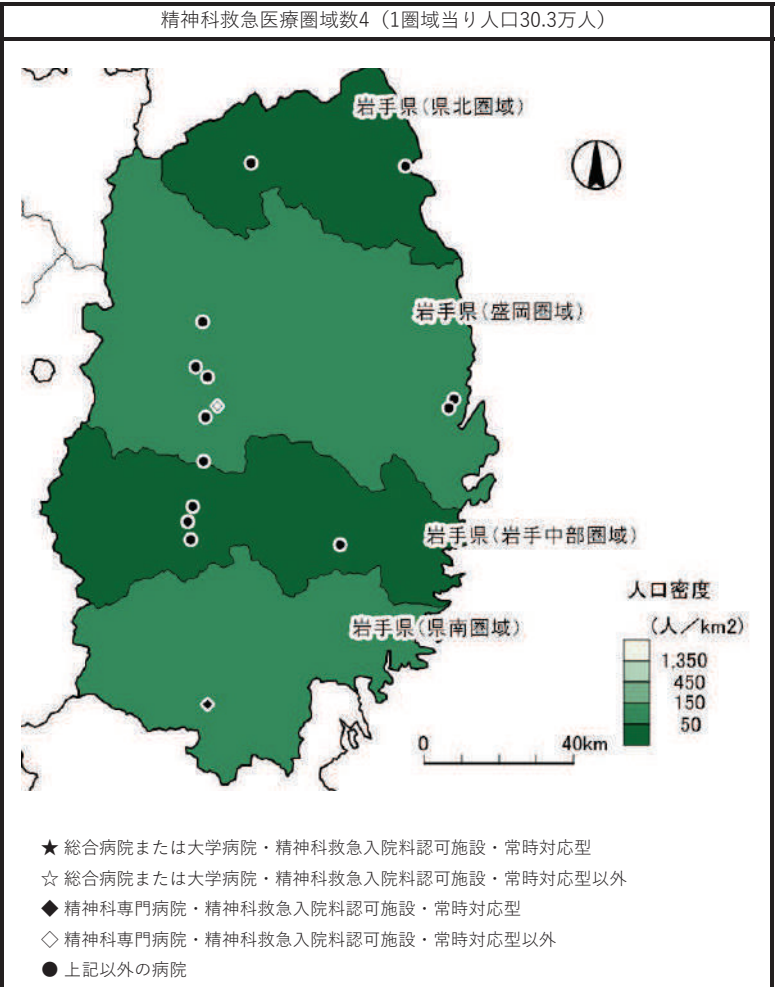 精神科救急医療圏域数4（1圏域当り人口30.3万人）
岩手県(県北圏域)
岩手県(盛岡圏域)
岩手県(岩手中部圏域)
岩手県(県南圏域)
人口密度
(人／km2)
1,350
450
150
50
0 40km
★ 総合病院または大学病院・精神科救急入院料認可施設・常時対応型
☆ 総合病院または大学病院・精神科救急入院料認可施設・常時対応型以外
◆ 精神科専門病院・精神科救急入院料認可施設・常時対応型
◇ 精神科専門病院・精神科救急入院料認可施設・常時対応型以外
● 上記以外の病院